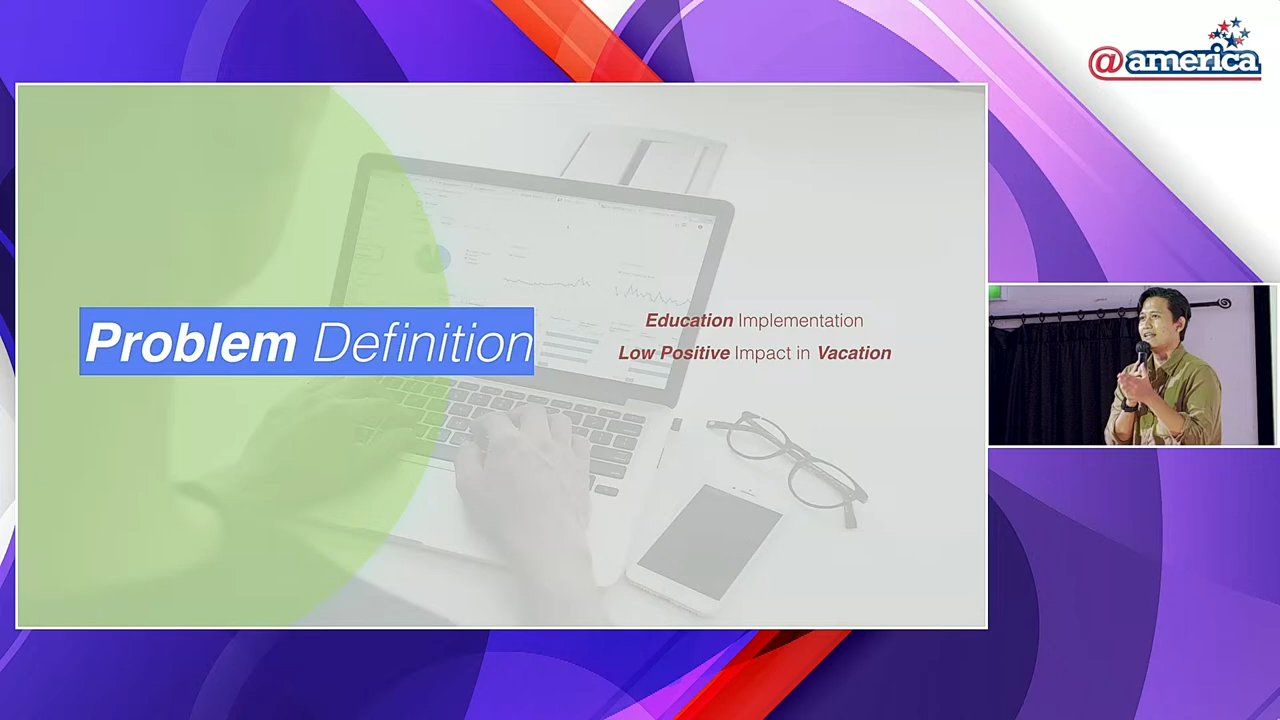 @america
Problem Definition
Education Implementation
Low Positive Impact in Vacation